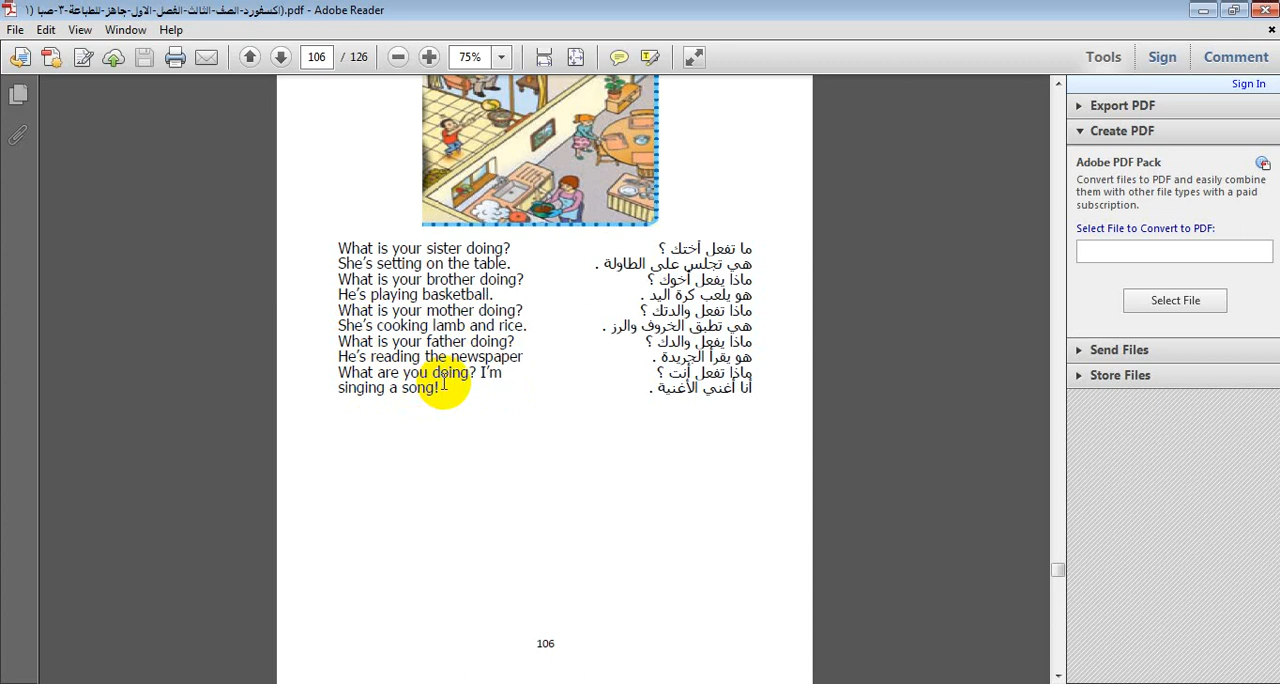 (اكسفورد-الصف-الثالث-الفصل-الاول-جاهز-للطباعة-٣-صبا (١.pdf - Adobe Reader
File Edit View Window Help
106 / 126 75% Tools Sign Comment
Sign In
Export PDF
Create PDF
Adobe PDF Pack
Convert files to PDF and easily combine
them with other file types with a paid
subscription.
Select File to Convert to PDF:
Select File
Send Files
Store Files
What is your sister doing? ما تفعل أختك ؟
She's setting on the table. هي تجلس على الطاولة .
What is your brother doing? ماذا يفعل أخوك ؟
He's playing basketball. هو يلعب كرة اليد .
What is your mother doing? ماذا تفعل والدتك ؟
She's cooking lamb and rice. هي تطبق الخروف والرز .
What is your father doing? ماذا يفعل والدك ؟
He's reading the newspaper هو يقرأ الجريدة .
What are you doing? I'm ماذا تفعل أنت ؟
singing a song! أنا أغني الأغنية .
106